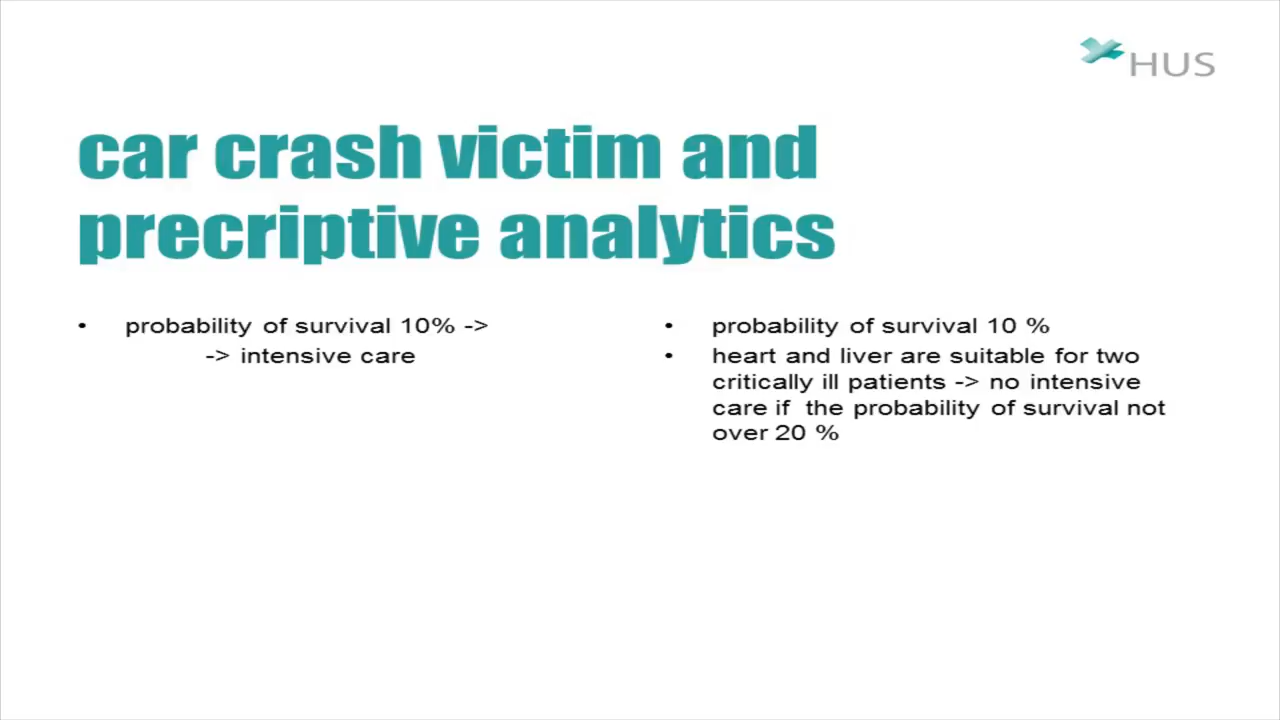 HUS
car crash victim and
precriptive analytics
• probability of survival 10% ->
-> intensive care
• probability of survival 10 %
• heart and liver are suitable for two
critically ill patients -> no intensive
care if the probability of survival not
over 20 %